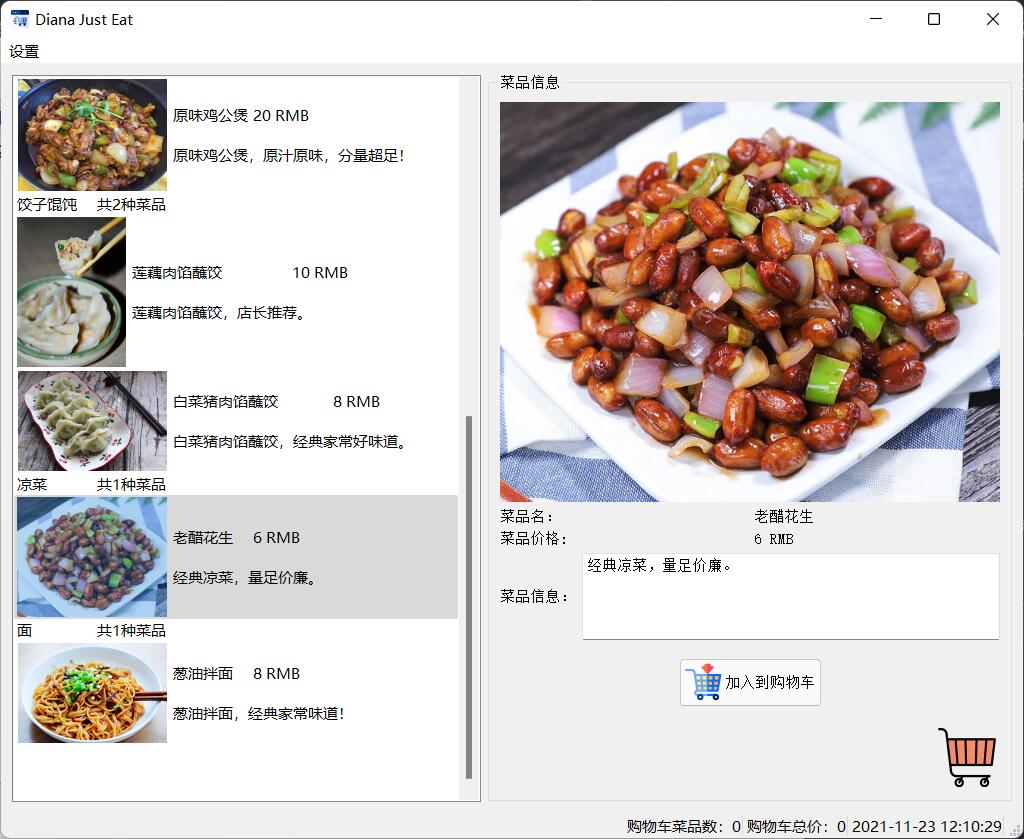 Diana Just Eat
设置
原味鸡公煲 20 RMB
原味鸡公煲，原汁原味，分量超足！
饺子馄饨 共2种菜品
莲藕肉馅蘸饺 10 RMB
莲藕肉馅蘸饺，店长推荐。
白菜猪肉馅蘸饺 8 RMB
白菜猪肉馅蘸饺，经典家常好味道。
凉菜 共1种菜品
老醋花生 6 RMB
经典凉菜，量足价廉。
面 共1种菜品
葱油拌面 8 RMB
葱油拌面，经典家常味道！
菜品信息
菜品名： 老醋花生
菜品价格： 6 RMB
菜品信息： 经典凉菜，量足价廉。
加入到购物车
购物车菜品数：0 购物车总价：0 2021-11-23 12:10:29